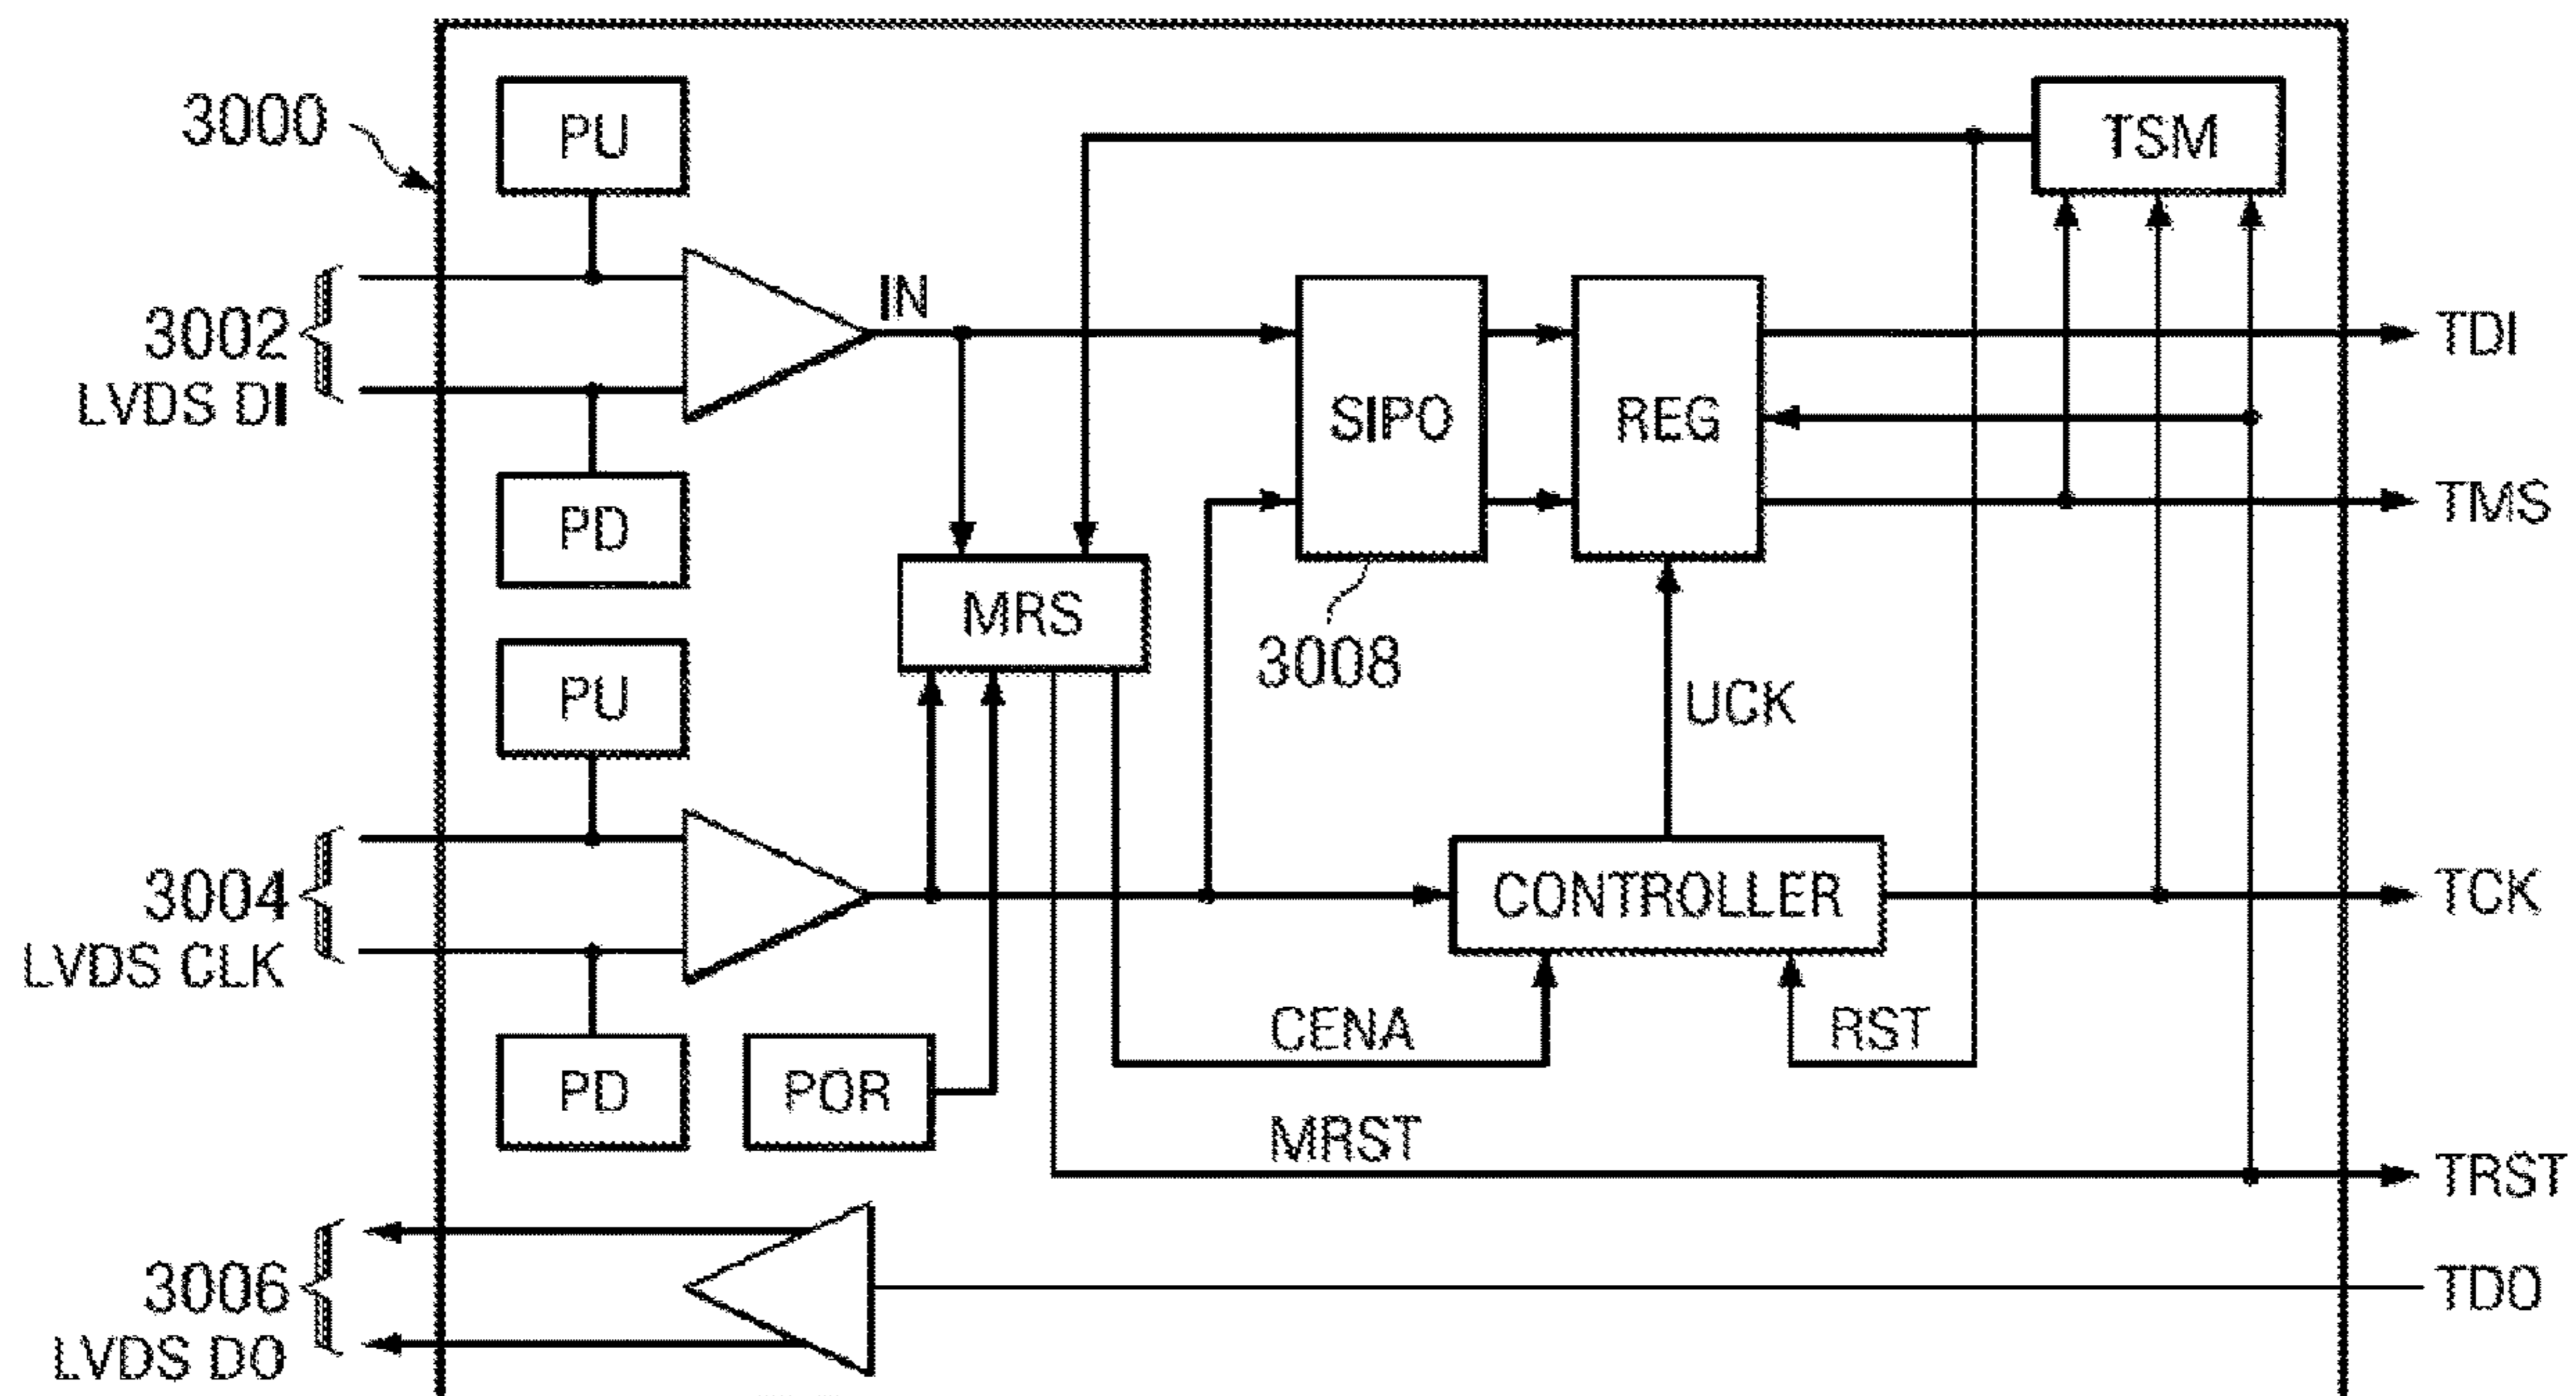 3000
PU
TSM
IN
3002
LVDS DI
SIPO
REG
TDI
TMS
PD
MRS
3008
PU
UCK
3004
LVDS CLK
CONTROLLER
TCK
CENA
RST
PD
POR
MRST
TRST
3006
LVDS DO
TDO